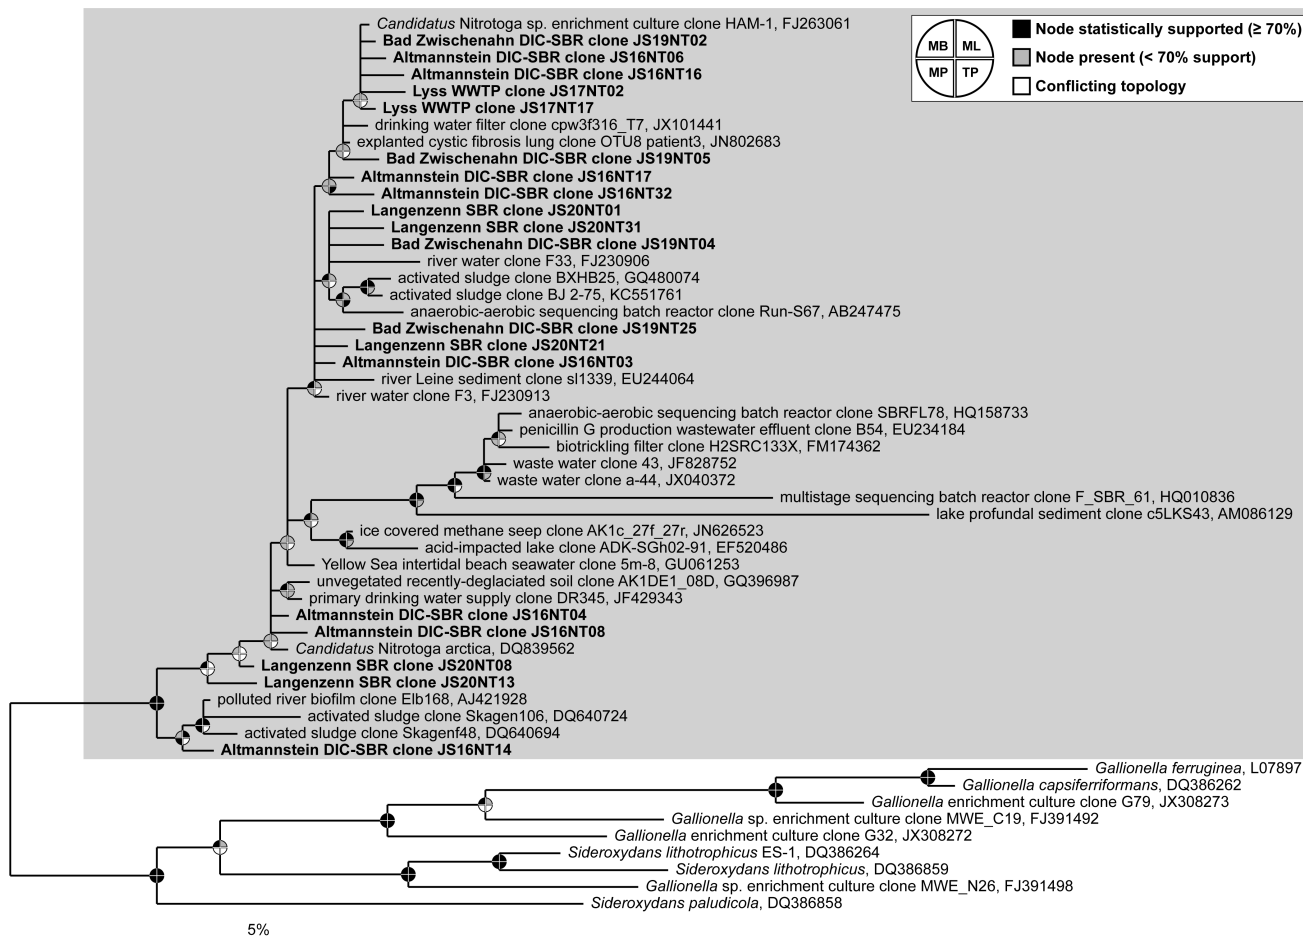 Candidatus Nitrotoga sp. enrichment culture clone HAM-1, FJ263061
Bad Zwischenahn DIC-SBR clone JS19NT02
Altmannstein DIC-SBR clone JS16NT06
Altmannstein DIC-SBR clone JS16NT16
Lyss WWTP clone JS17NT02
Lyss WWTP clone JS17NT17
drinking water filter clone cpw3f316_T7, JX101441
explanted cystic fibrosis lung clone OTU8 patient3, JN802683
Bad Zwischenahn DIC-SBR clone JS19NT05
Altmannstein DIC-SBR clone JS16NT17
Altmannstein DIC-SBR clone JS16NT32
Langenzenn SBR clone JS20NT01
Langenzenn SBR clone JS20NT31
Bad Zwischenahn DIC-SBR clone JS19NT04
river water clone F33, FJ230906
activated sludge clone BXHB25, GQ480074
activated sludge clone BJ 2-75, KC551761
anaerobic-aerobic sequencing batch reactor clone Run-S67, AB247475
Bad Zwischenahn DIC-SBR clone JS19NT25
Langenzenn SBR clone JS20NT21
Altmannstein DIC-SBR clone JS16NT03
river Leine sediment clone sl1339, EU244064
river water clone F3, FJ230913
anaerobic-aerobic sequencing batch reactor clone SBRFL78, HQ158733
penicillin G production wastewater effluent clone B54, EU234184
biotrickling filter clone H2SRC133X, FM174362
waste water clone 43, JF828752
waste water clone a-44, JX040372
multistage sequencing batch reactor clone F_SBR_61, HQ010836
lake profundal sediment clone c5LKS43, AM086129
ice covered methane seep clone AK1c_27f_27r, JN626523
acid-impacted lake clone ADK-SGh02-91, EF520486
Yellow Sea intertidal beach seawater clone 5m-8, GU061253
unvegetated recently-deglaciated soil clone AK1DE1_08D, GQ396987
primary drinking water supply clone DR345, JF429343
Altmannstein DIC-SBR clone JS16NT04
Altmannstein DIC-SBR clone JS16NT08
Candidatus Nitrotoga arctica, DQ839562
Langenzenn SBR clone JS20NT08
Langenzenn SBR clone JS20NT13
polluted river biofilm clone Elb168, AJ421928
activated sludge clone Skagen106, DQ640724
activated sludge clone Skagenf48, DQ640694
Altmannstein DIC-SBR clone JS16NT14
Gallionella ferruginea, L07897
Gallionella capsiferriformans, DQ386262
Gallionella enrichment culture clone G79, JX308273
Gallionella sp. enrichment culture clone MWE_C19, FJ391492
Gallionella enrichment culture clone G32, JX308272
Sideroxydans lithotrophicus ES-1, DQ386264
Sideroxydans lithotrophicus, DQ386859
Gallionella sp. enrichment culture clone MWE_N26, FJ391498
Sideroxydans paludicola, DQ386858
5%
MB ML
MP TP
Node statistically supported (≥ 70%)
Node present (< 70% support)
Conflicting topology